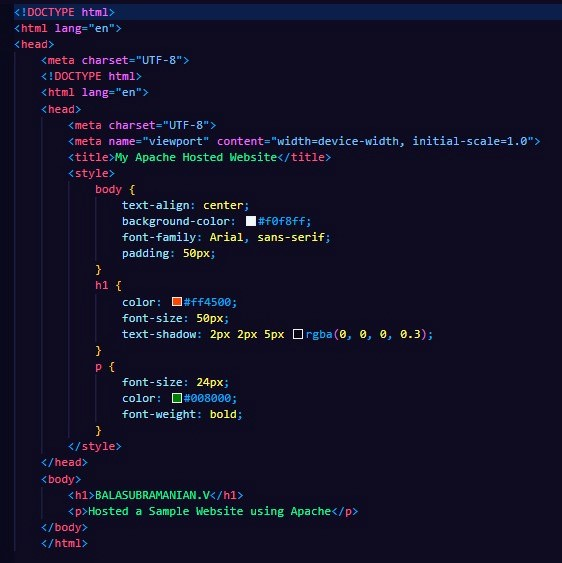 <!DOCTYPE html>
<html lang="en">
<head>
    <meta charset="UTF-8">
    <!DOCTYPE html>
    <html lang="en">
    <head>
        <meta charset="UTF-8">
        <meta name="viewport" content="width=device-width, initial-scale=1.0">
        <title>My Apache Hosted Website</title>
        <style>
            body {
                text-align: center;
                background-color: #f0f8ff;
                font-family: Arial, sans-serif;
                padding: 50px;
            }
            h1 {
                color: #ff4500;
                font-size: 50px;
                text-shadow: 2px 2px 5px rgba(0, 0, 0, 0.3);
            }
            p {
                font-size: 24px;
                color: #008000;
                font-weight: bold;
            }
        </style>
    </head>
    <body>
        <h1>BALASUBRAMANIAN.V</h1>
        <p>Hosted a Sample Website using Apache</p>
    </body>
    </html>